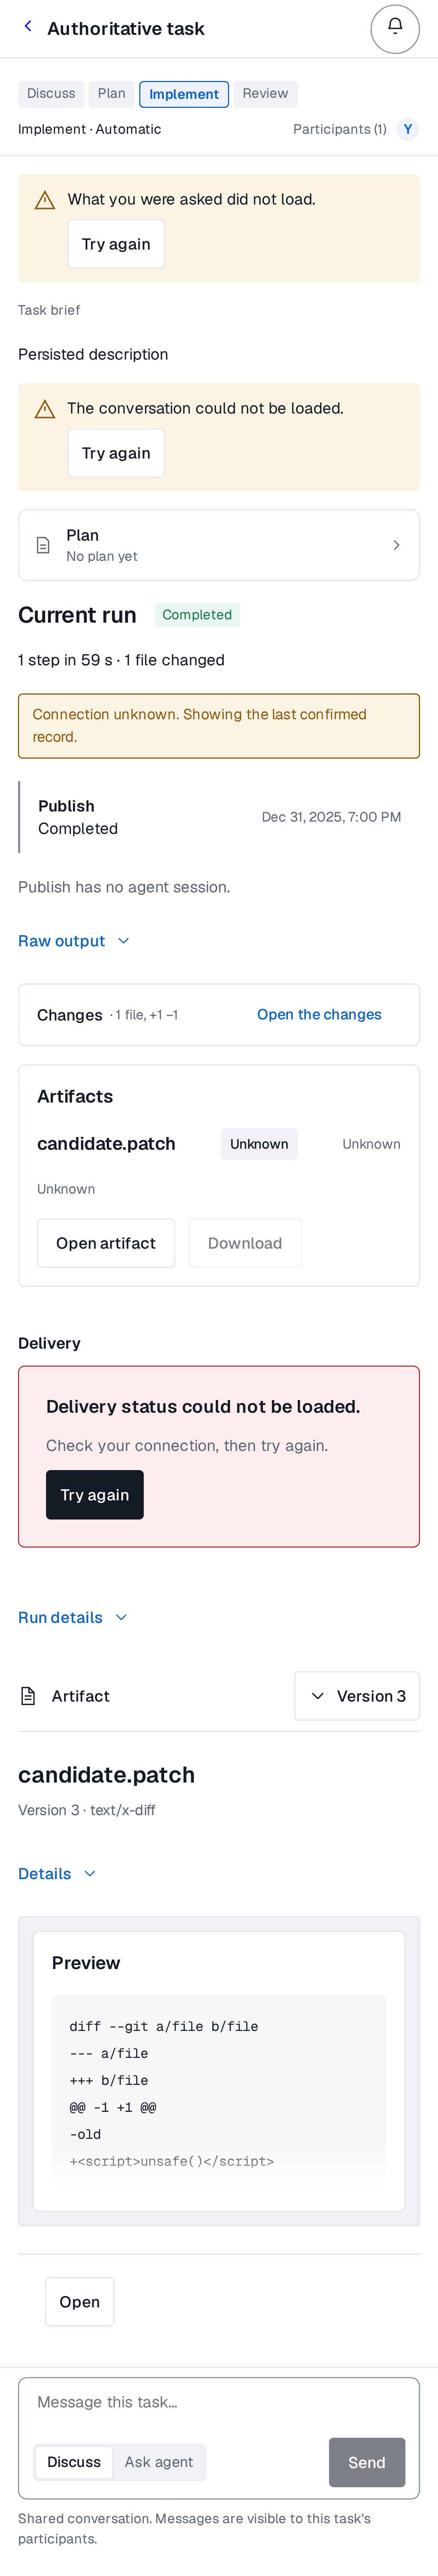 Authoritative task
Discuss
Plan
Implement
Review
Implement · Automatic
Participants (1)
Y
What you were asked did not load.
Try again
Task brief
Persisted description
The conversation could not be loaded.
Try again
Plan
No plan yet
Current run
Completed
1 step in 59 s · 1 file changed
Connection unknown. Showing the last confirmed
record.
Publish
Completed
Dec 31, 2025, 7:00 PM
Publish has no agent session.
Raw output
Changes · 1 file, +1 −1
Open the changes
Artifacts
candidate.patch
Unknown
Unknown
Unknown
Open artifact
Download
Delivery
Delivery status could not be loaded.
Check your connection, then try again.
Try again
Run details
Artifact
Version 3
candidate.patch
Version 3 · text/x-diff
Details
Preview
diff --git a/file b/file
--- a/file
+++ b/file
@@ -1 +1 @@
-old
+<script>unsafe()</script>
Open
Message this task...
Discuss
Ask agent
Send
Shared conversation. Messages are visible to this task's
participants.